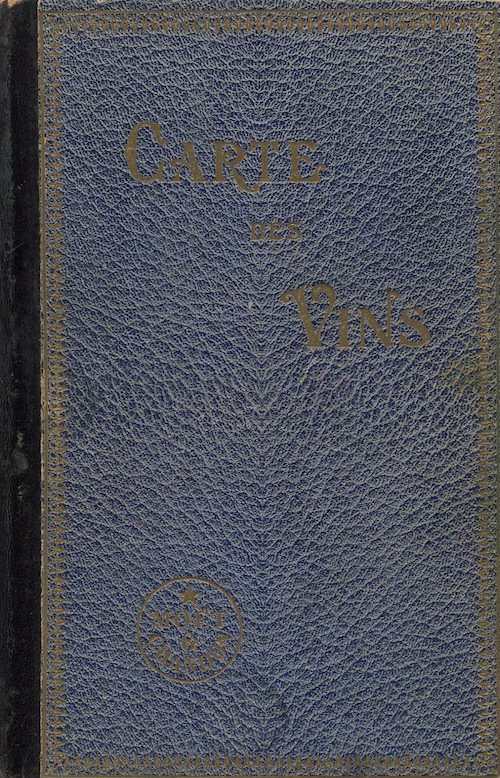 CARTE
DES
VINS
MOËT
&
CHANDON